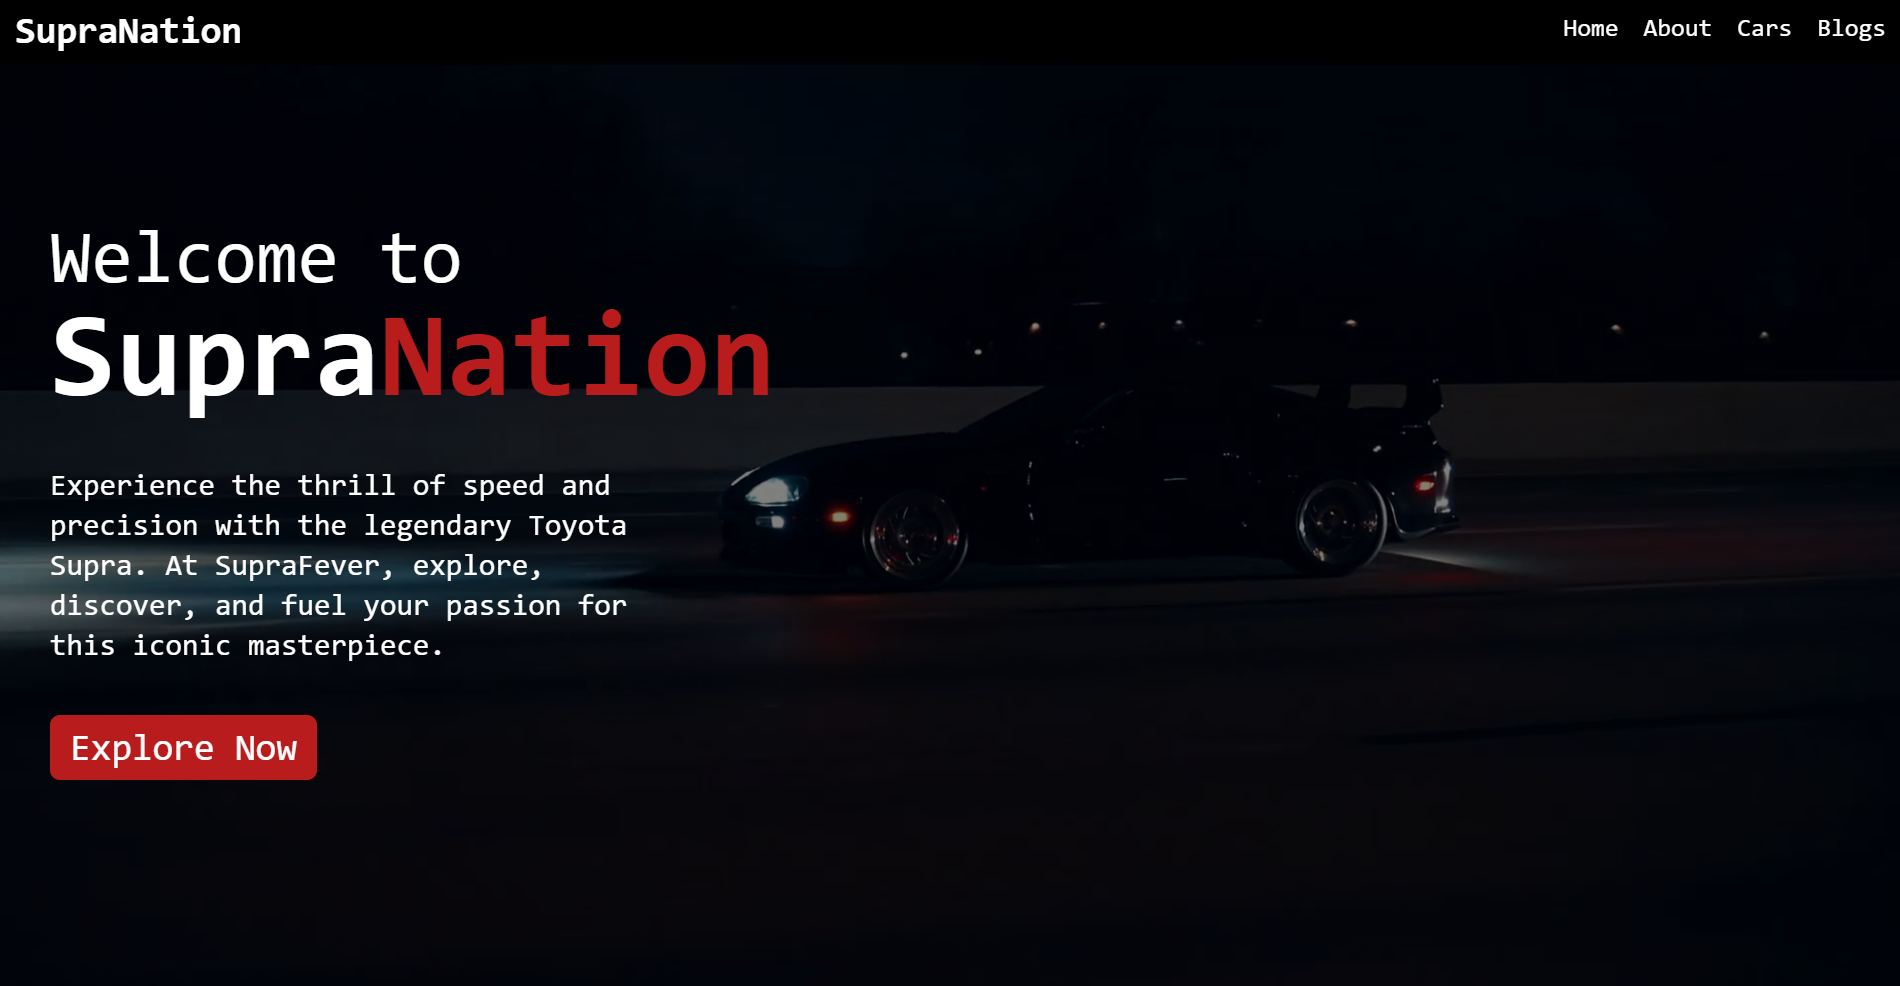 SupraNation
Home About Cars Blogs
Welcome to
SupraNation
Experience the thrill of speed and
precision with the legendary Toyota
Supra. At SupraFever, explore,
discover, and fuel your passion for
this iconic masterpiece.
Explore Now